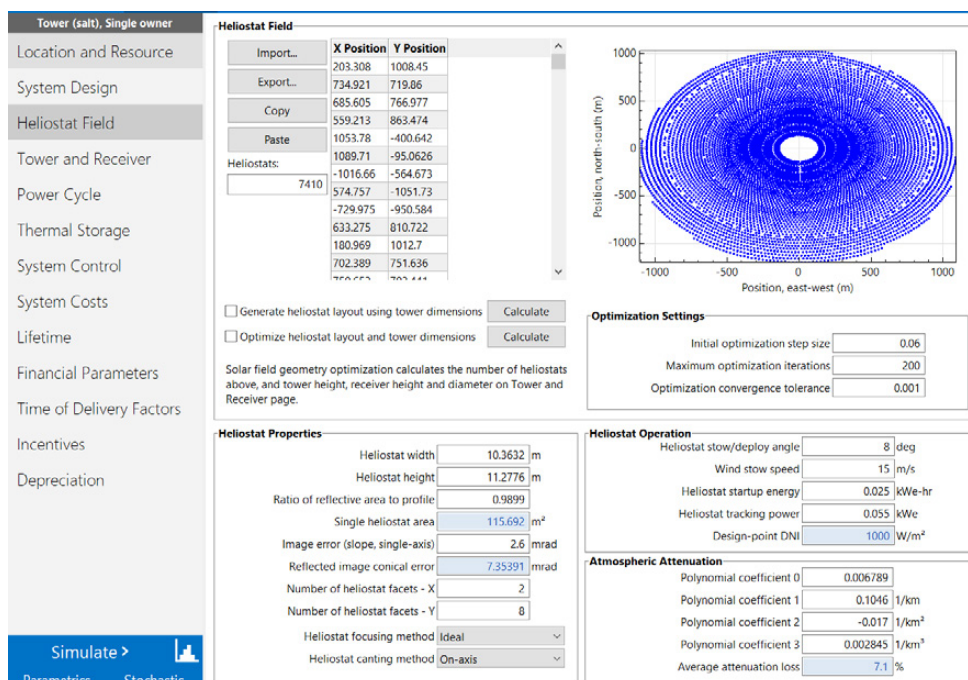 Tower (salt), Single owner
Location and Resource
System Design
Heliostat Field
Tower and Receiver
Power Cycle
Thermal Storage
System Control
System Costs
Lifetime
Financial Parameters
Time of Delivery Factors
Incentives
Depreciation
Simulate >
Parametrics Stochastic
Heliostat Field
Import...
Export...
Copy
Paste
Heliostats:
7410
X Position Y Position
203.308 1008.45
734.921 719.86
685.605 766.977
559.213 863.474
1053.78 -400.642
1089.71 -95.0626
-1016.66 -564.673
574.757 -1051.73
-729.975 -950.584
633.275 810.722
180.969 1012.7
702.389 751.636
Position, north-south (m)
1000
500
0
-500
-1000
-1000 -500 0 500 1000
Position, east-west (m)
Generate heliostat layout using tower dimensions Calculate
Optimize heliostat layout and tower dimensions Calculate
Solar field geometry optimization calculates the number of heliostats
above, and tower height, receiver height and diameter on Tower and
Receiver page.
Optimization Settings
Initial optimization step size 0.06
Maximum optimization iterations 200
Optimization convergence tolerance 0.001
Heliostat Properties
Heliostat width 10.3632 m
Heliostat height 11.2776 m
Ratio of reflective area to profile 0.9899
Single heliostat area 115.692 m²
Image error (slope, single-axis) 2.6 mrad
Reflected image conical error 7.35391 mrad
Number of heliostat facets - X 2
Number of heliostat facets - Y 8
Heliostat focusing method Ideal
Heliostat canting method On-axis
Heliostat Operation
Heliostat stow/deploy angle 8 deg
Wind stow speed 15 m/s
Heliostat startup energy 0.025 kWe-hr
Heliostat tracking power 0.055 kWe
Design-point DNI 1000 W/m²
Atmospheric Attenuation
Polynomial coefficient 0 0.006789
Polynomial coefficient 1 0.1046 1/km
Polynomial coefficient 2 -0.017 1/km²
Polynomial coefficient 3 0.002845 1/km³
Average attenuation loss 7.1 %